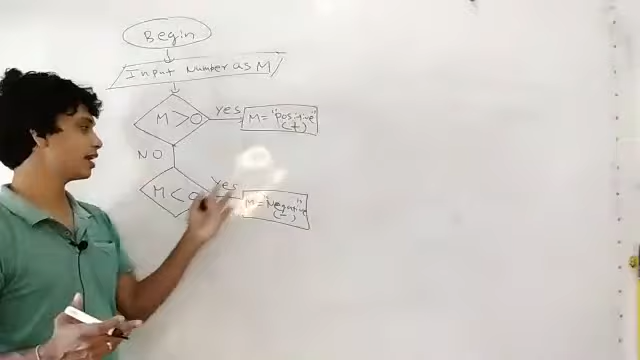 Begin
Input Number as M
M > 0
yes
M = "positive"
(+)
NO
M < 0
yes
M = "Negative"
(-)